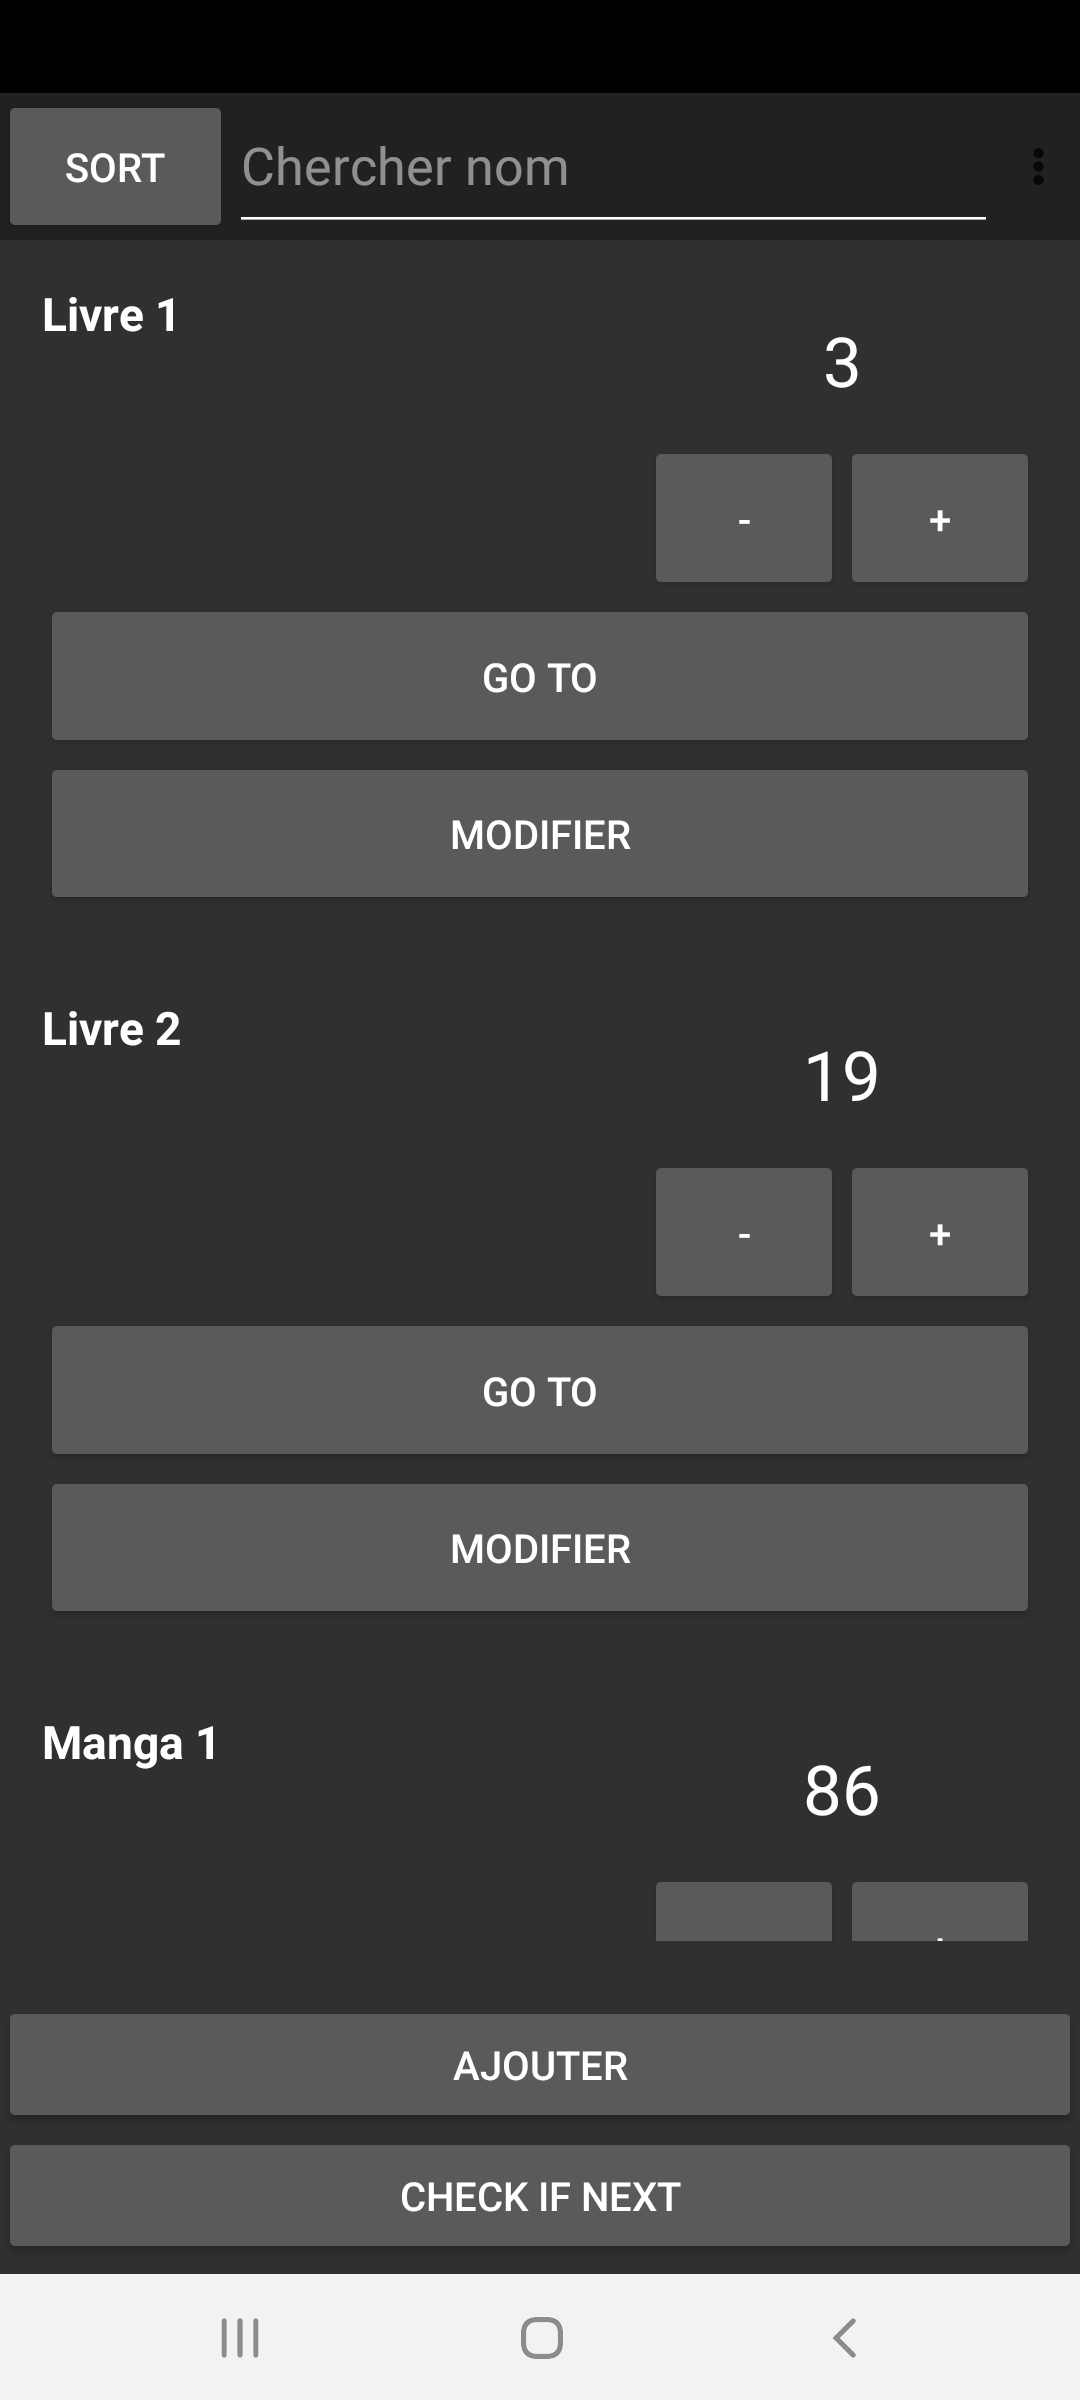 SORT Chercher nom
Livre 1
3
- +
GO TO
MODIFIER
Livre 2
19
- +
GO TO
MODIFIER
Manga 1
86
AJOUTER
CHECK IF NEXT